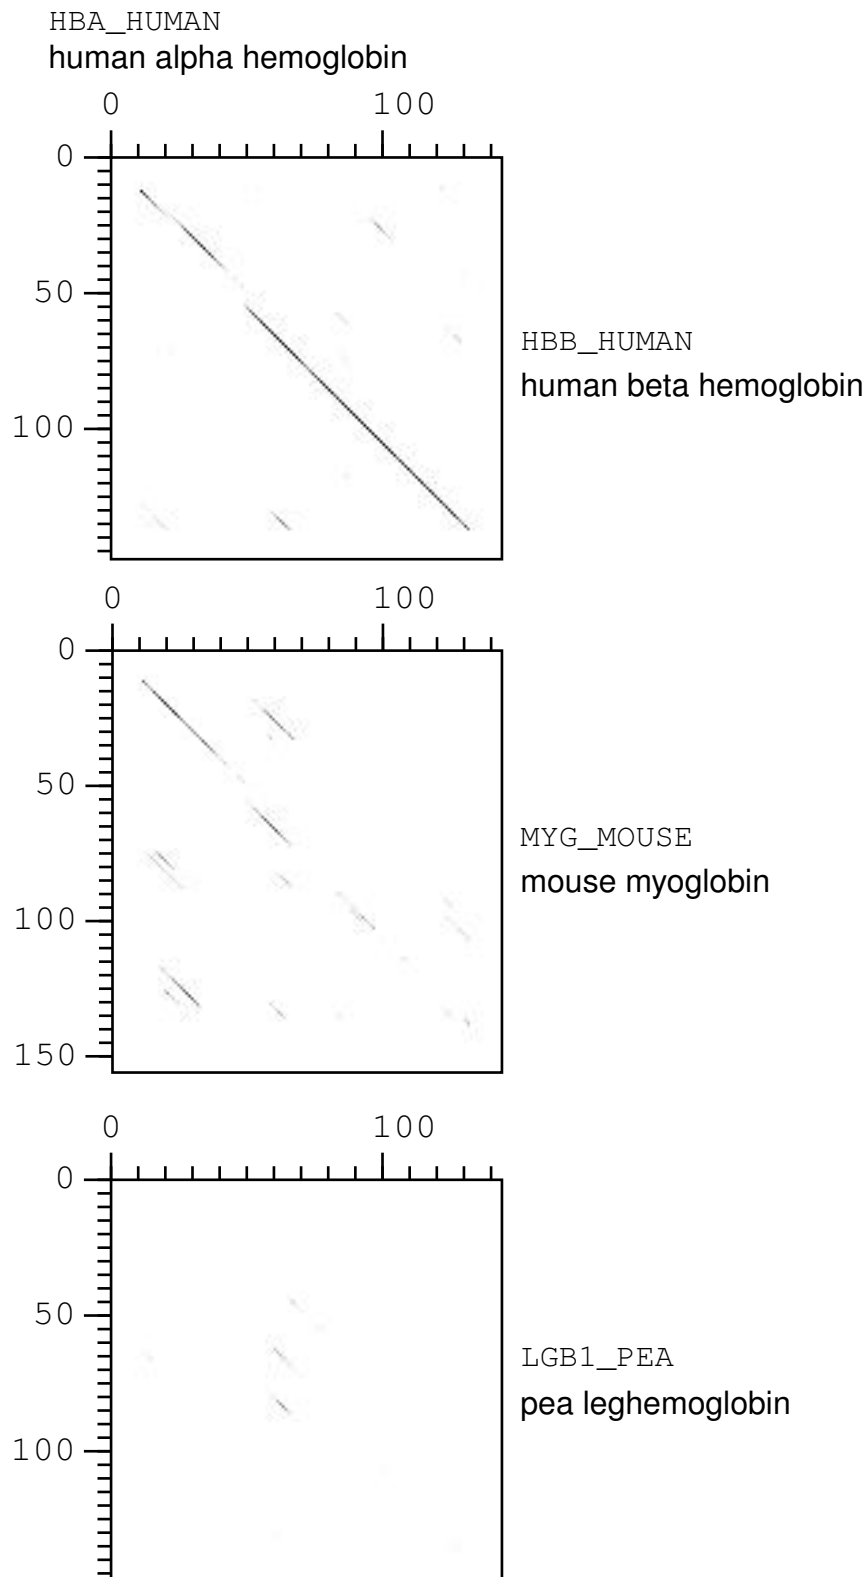 HBA_HUMAN
human alpha hemoglobin
0 100
0
50
100
HBB_HUMAN
human beta hemoglobin
0 100
0
50
100
150
MYG_MOUSE
mouse myoglobin
0 100
0
50
100
LGB1_PEA
pea leghemoglobin